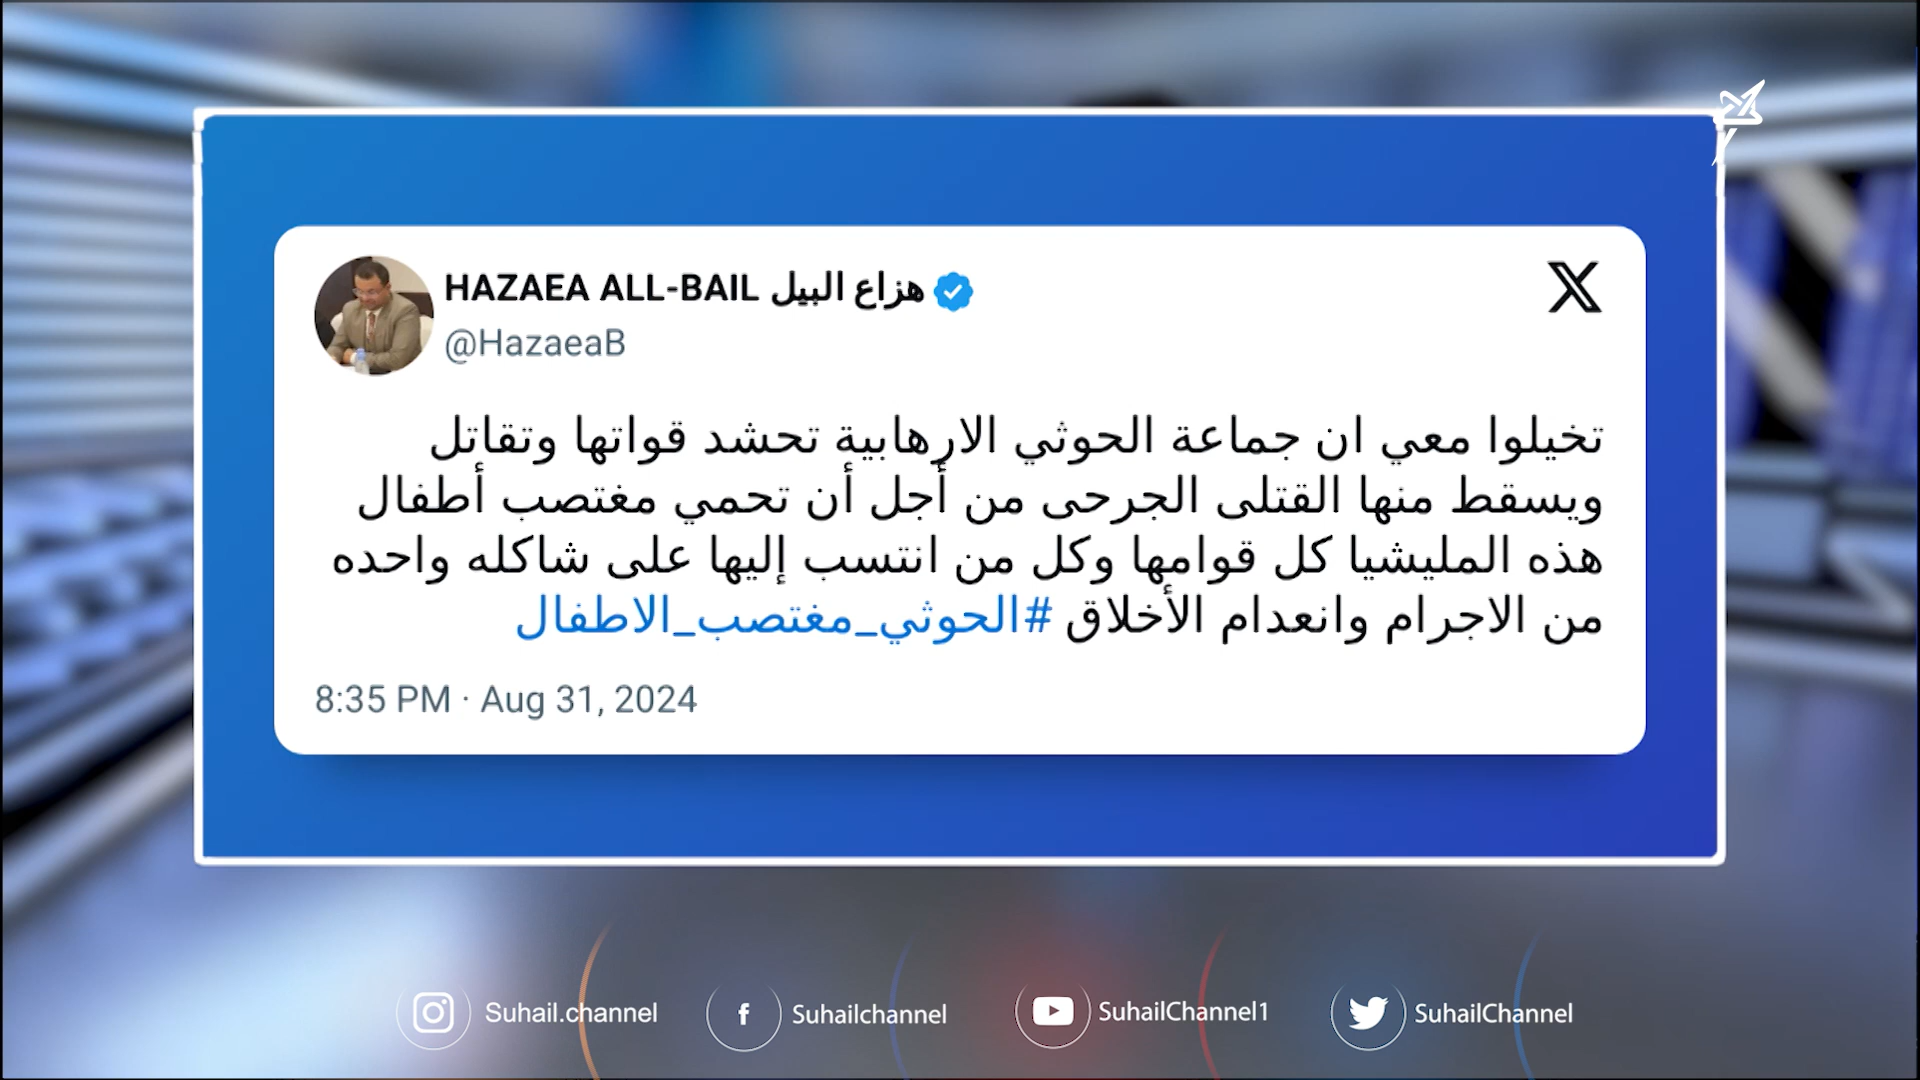 HAZAEA ALL-BAIL هزاع البيل
@HazaeaB
تخيلوا معي ان جماعة الحوثي الارهابية تحشد قواتها وتقاتل
ويسقط منها القتلى الجرحى من أجل أن تحمي مغتصب أطفال
هذه المليشيا كل قوامها وكل من انتسب إليها على شاكله واحده
من الاجرام وانعدام الأخلاق #الحوثي_مغتصب_الاطفال
8:35 PM · Aug 31, 2024
Suhail.channel
Suhailchannel
SuhailChannel1
SuhailChannel